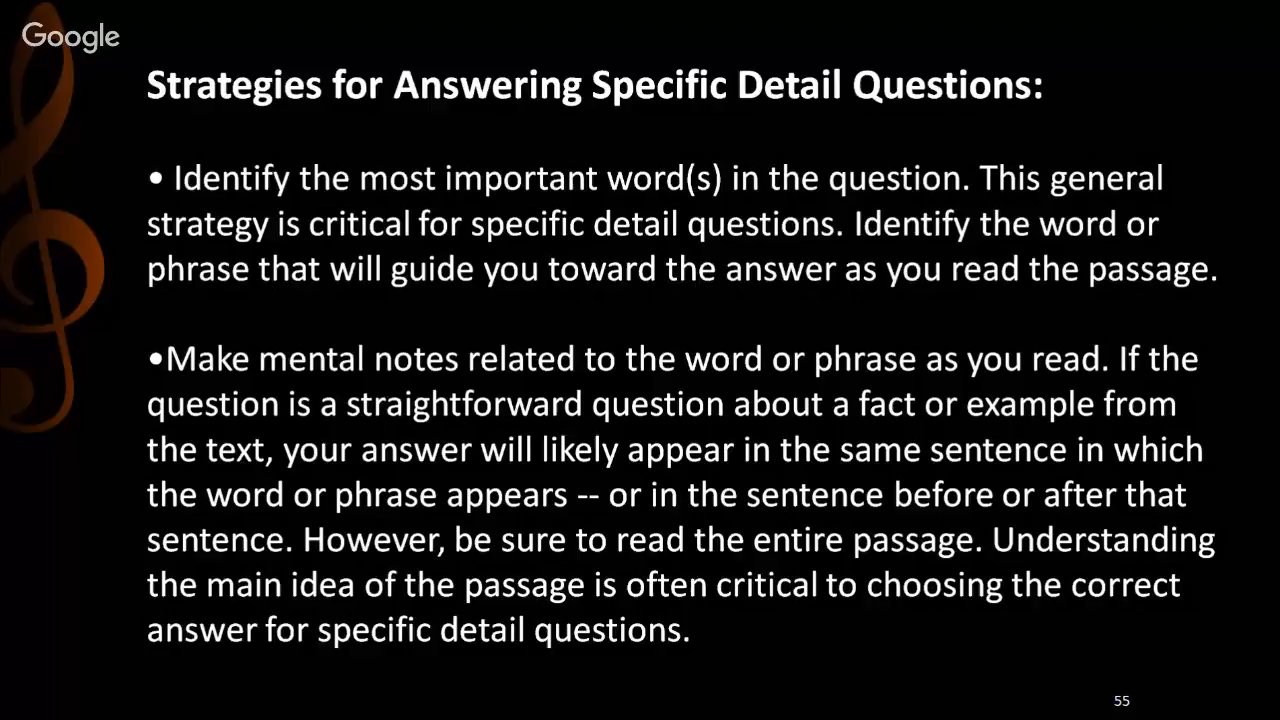 Google
Strategies for Answering Specific Detail Questions:
• Identify the most important word(s) in the question. This general
strategy is critical for specific detail questions. Identify the word or
phrase that will guide you toward the answer as you read the passage.
•Make mental notes related to the word or phrase as you read. If the
question is a straightforward question about a fact or example from
the text, your answer will likely appear in the same sentence in which
the word or phrase appears -- or in the sentence before or after that
sentence. However, be sure to read the entire passage. Understanding
the main idea of the passage is often critical to choosing the correct
answer for specific detail questions.
55